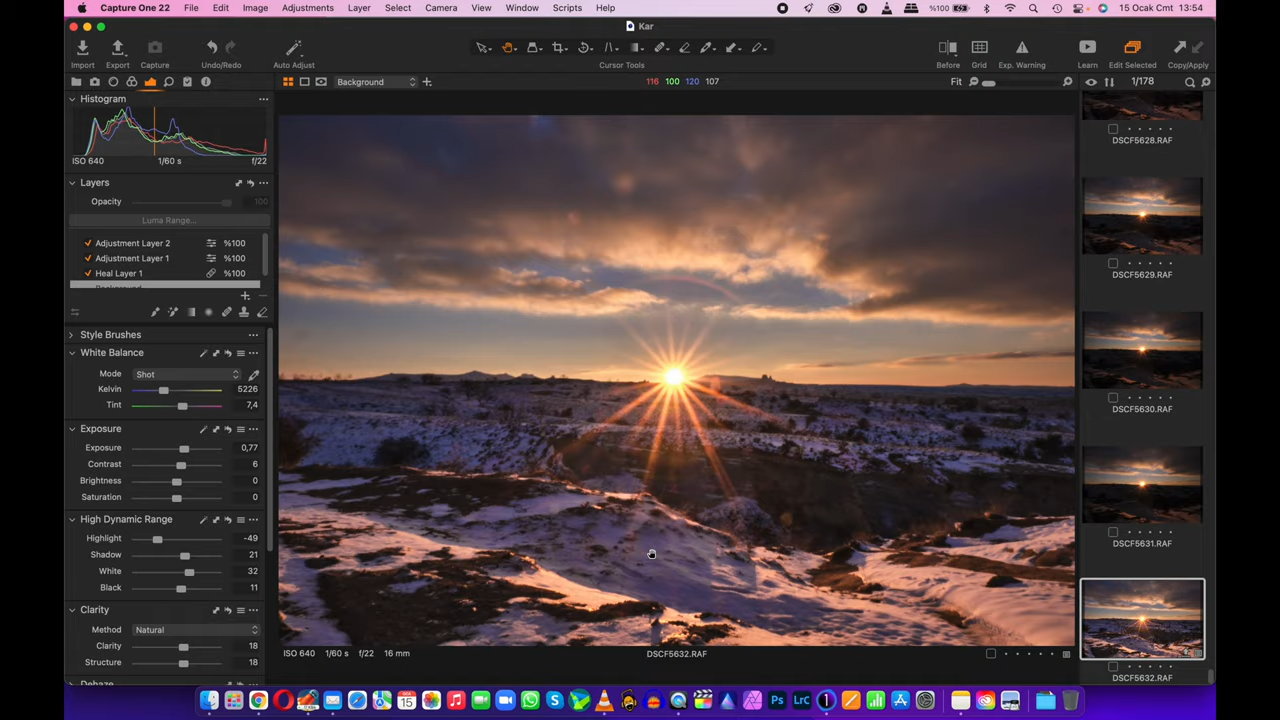 Capture One 22 File Edit Image Adjustments Layer Select Camera View Window Scripts Help %100 15 Ocak Cmt 13:54
Kar
Import Export Capture Undo/Redo Auto Adjust Cursor Tools Before Grid Exp. Warning Learn Edit Selected Copy/Apply
Background 116 100 120 107 Fit 1/178
Histogram
ISO 640 1/60 s f/22
Layers
Opacity 100
Luma Range...
Adjustment Layer 2 %100
Adjustment Layer 1 %100
Heal Layer 1 %100
Style Brushes
White Balance
Mode Shot
Kelvin 5226
Tint 7,4
Exposure
Exposure 0,77
Contrast 6
Brightness 0
Saturation 0
High Dynamic Range
Highlight -49
Shadow 21
White 32
Black 11
Clarity
Method Natural
Clarity 18
Structure 18
ISO 640 1/60 s f/22 16 mm DSCF5632.RAF
DSCF5628.RAF
DSCF5629.RAF
DSCF5630.RAF
DSCF5631.RAF
DSCF5632.RAF
15
Ps LrC 1